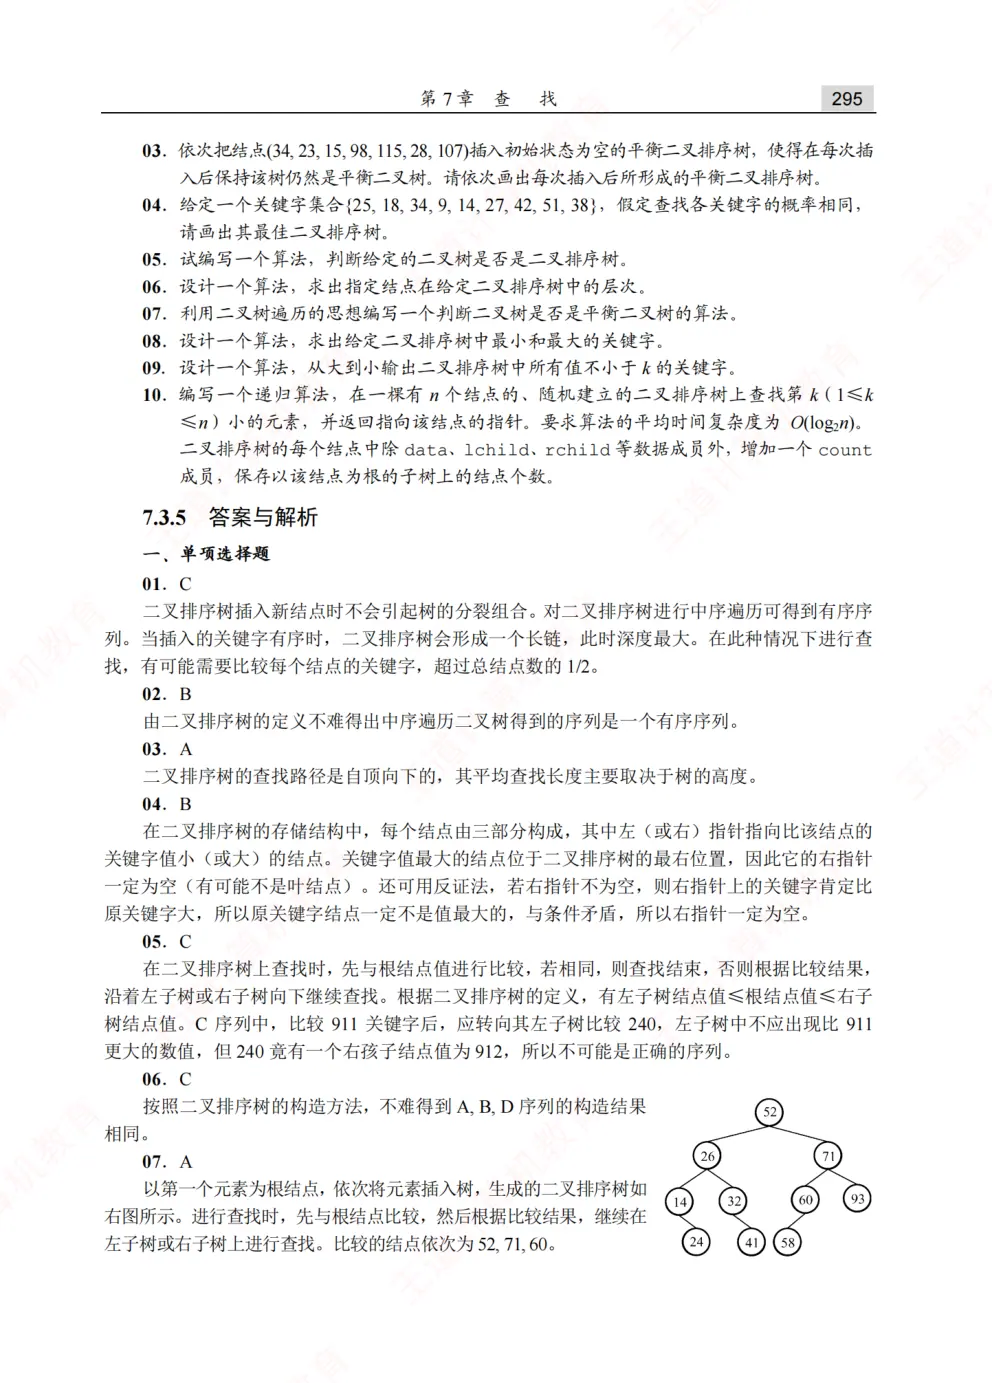 第 7 章 查 找 295
03．依次把结点(34, 23, 15, 98, 115, 28, 107)插入初始状态为空的平衡二叉排序树，使得在每次插
入后保持该树仍然是平衡二叉树。请依次画出每次插入后所形成的平衡二叉排序树。
04．给定一个关键字集合{25, 18, 34, 9, 14, 27, 42, 51, 38}，假定查找各关键字的概率相同，
请画出其最佳二叉排序树。
05．试编写一个算法，判断给定的二叉树是否是二叉排序树。
06．设计一个算法，求出指定结点在给定二叉排序树中的层次。
07．利用二叉树遍历的思想编写一个判断二叉树是否是平衡二叉树的算法。
08．设计一个算法，求出给定二叉排序树中最小和最大的关键字。
09．设计一个算法，从大到小输出二叉排序树中所有值不小于 k 的关键字。
10．编写一个递归算法，在一棵有 n 个结点的、随机建立的二叉排序树上查找第 k（1≤k
≤n）小的元素，并返回指向该结点的指针。要求算法的平均时间复杂度为 O(log₂n)。
二叉排序树的每个结点中除 data、lchild、rchild 等数据成员外，增加一个 count
成员，保存以该结点为根的子树上的结点个数。
7.3.5 答案与解析
一、单项选择题
01．C
二叉排序树插入新结点时不会引起树的分裂组合。对二叉排序树进行中序遍历可得到有序序
列。当插入的关键字有序时，二叉排序树会形成一个长链，此时深度最大。在此种情况下进行查
找，有可能需要比较每个结点的关键字，超过总结点数的 1/2。
02．B
由二叉排序树的定义不难得出中序遍历二叉树得到的序列是一个有序序列。
03．A
二叉排序树的查找路径是自顶向下的，其平均查找长度主要取决于树的高度。
04．B
在二叉排序树的存储结构中，每个结点由三部分构成，其中左（或右）指针指向比该结点的
关键字值小（或大）的结点。关键字值最大的结点位于二叉排序树的最右位置，因此它的右指针
一定为空（有可能不是叶结点）。还可用反证法，若右指针不为空，则右指针上的关键字肯定比
原关键字大，所以原关键字结点一定不是值最大的，与条件矛盾，所以右指针一定为空。
05．C
在二叉排序树上查找时，先与根结点值进行比较，若相同，则查找结束，否则根据比较结果，
沿着左子树或右子树向下继续查找。根据二叉排序树的定义，有左子树结点值≤根结点值≤右子
树结点值。C 序列中，比较 911 关键字后，应转向其左子树比较 240，左子树中不应出现比 911
更大的数值，但 240 竟有一个右孩子结点值为 912，所以不可能是正确的序列。
06．C
按照二叉排序树的构造方法，不难得到 A, B, D 序列的构造结果
相同。
07．A
以第一个元素为根结点，依次将元素插入树，生成的二叉排序树如
右图所示。进行查找时，先与根结点比较，然后根据比较结果，继续在
左子树或右子树上进行查找。比较的结点依次为 52, 71, 60。
52
26 71
14 32 60 93
24 41 58